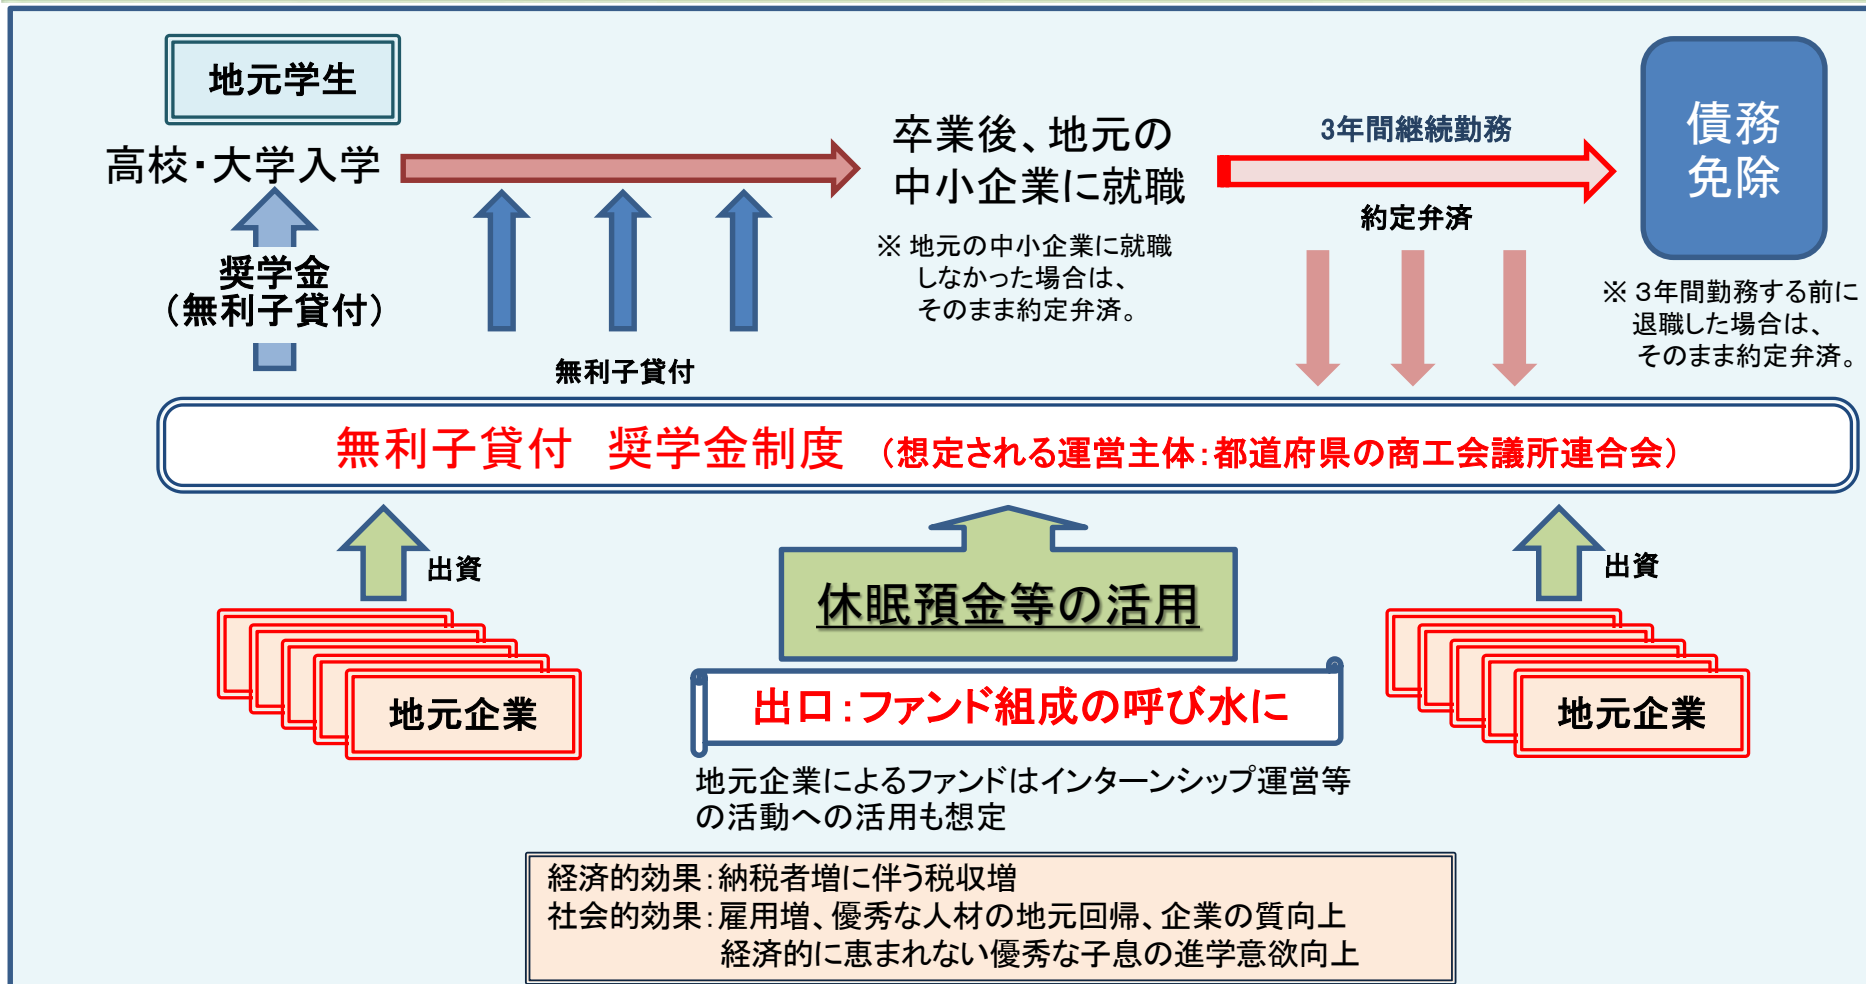 地元学生
高校・大学入学
奨学金
（無利子貸付）
無利子貸付
卒業後、地元の
中小企業に就職
※ 地元の中小企業に就職
しなかった場合は、
そのまま約定弁済。
3年間継続勤務
約定弁済
債務
免除
※ 3年間勤務する前に
退職した場合は、
そのまま約定弁済。
無利子貸付　奨学金制度 （想定される運営主体：都道府県の商工会議所連合会）
出資
地元企業
休眠預金等の活用
出口：ファンド組成の呼び水に
地元企業によるファンドはインターンシップ運営等
の活動への活用も想定
出資
地元企業
経済的効果：納税者増に伴う税収増
社会的効果：雇用増、優秀な人材の地元回帰、企業の質向上
経済的に恵まれない優秀な子息の進学意欲向上